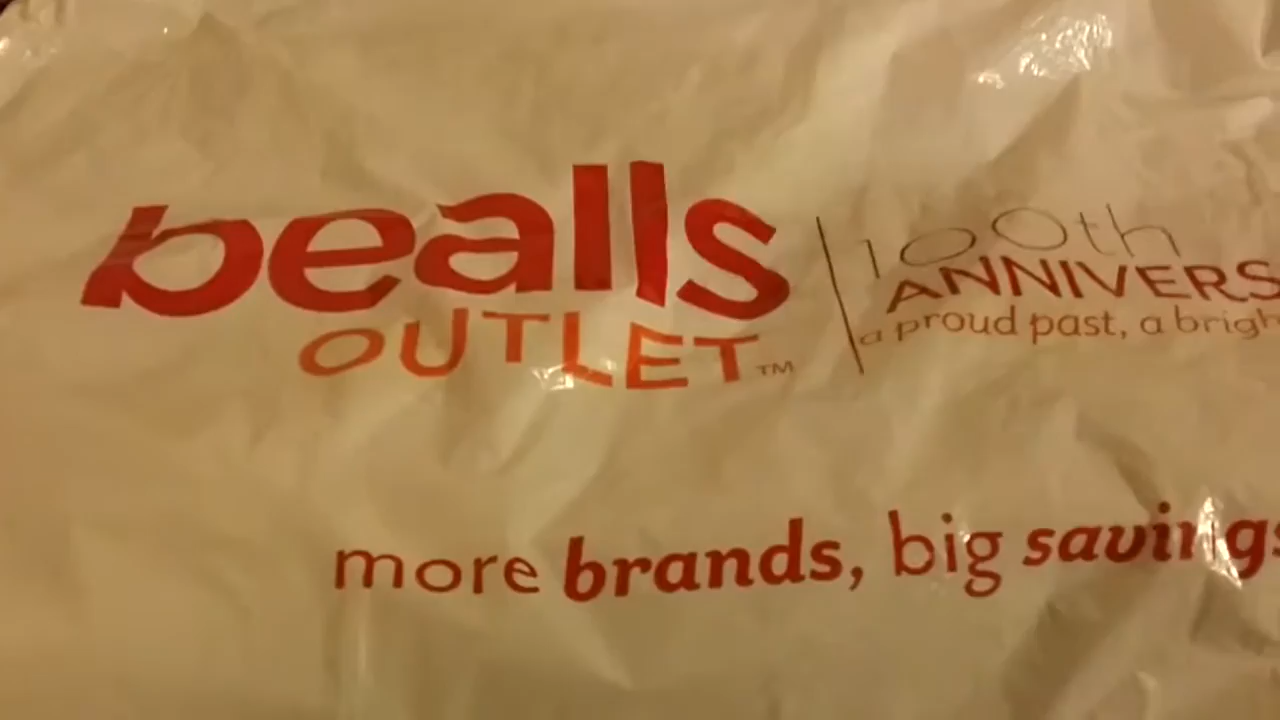 bealls
OUTLET™
100th
ANNIVERS
a proud past, a brigh
more brands, big savings